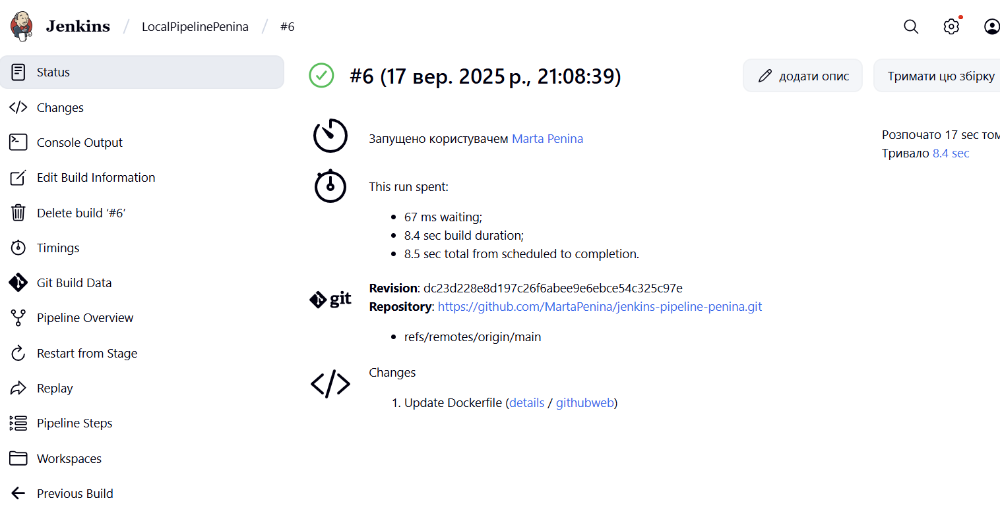 Jenkins / LocalPipelinePenina / #6
Status
Changes
Console Output
Edit Build Information
Delete build ‘#6’
Timings
Git Build Data
Pipeline Overview
Restart from Stage
Replay
Pipeline Steps
Workspaces
Previous Build
#6 (17 вер. 2025 р., 21:08:39)
додати опис
Тримати цю збірку
Запущено користувачем Marta Penina
Розпочато 17 sec том
Тривало 8.4 sec
This run spent:
67 ms waiting;
8.4 sec build duration;
8.5 sec total from scheduled to completion.
git
Revision: dc23d228e8d197c26f6abee9e6ebce54c325c97e
Repository: https://github.com/MartaPenina/jenkins-pipeline-penina.git
refs/remotes/origin/main
Changes
1. Update Dockerfile (details / githubweb)